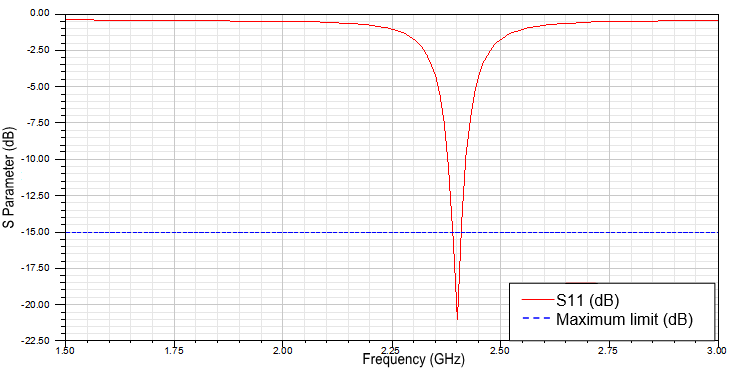 0.00
-2.50
-5.00
-7.50
-10.00
-12.50
-15.00
-17.50
-20.00
-22.50
S Parameter (dB)
1.50 1.75 2.00 2.25 2.50 2.75 3.00
Frequency (GHz)
S11 (dB)
Maximum limit (dB)